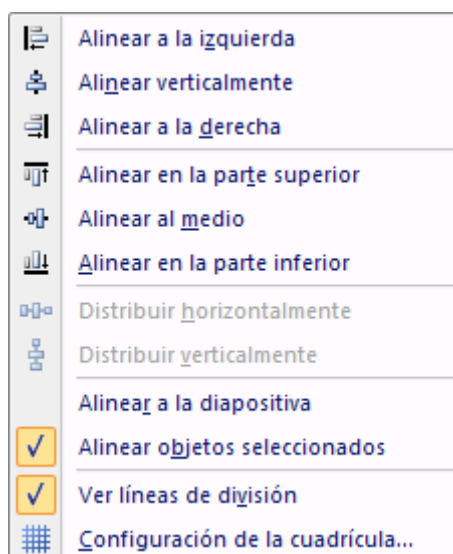 Alinear a la izquierda
Alinear verticalmente
Alinear a la derecha
Alinear en la parte superior
Alinear al medio
Alinear en la parte inferior
Distribuir horizontalmente
Distribuir verticalmente
Alinear a la diapositiva
Alinear objetos seleccionados
Ver líneas de división
Configuración de la cuadrícula...